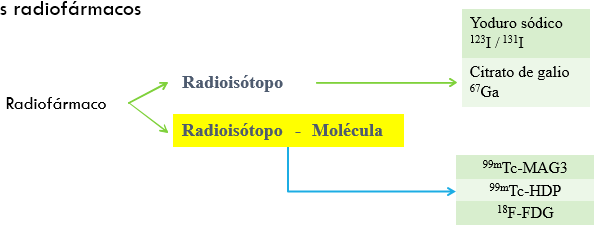 s radiofármacos
Yoduro sódico
¹²³I / ¹³¹I
Radioisótopo
Citrato de galio
⁶⁷Ga
Radiofármaco
Radioisótopo - Molécula
⁹⁹ᵐTc-MAG3
⁹⁹ᵐTc-HDP
¹⁸F-FDG